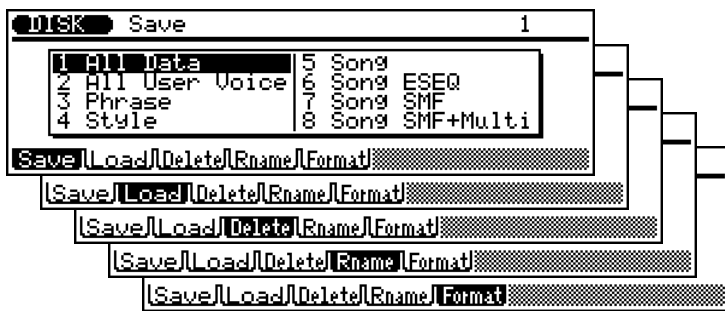 DISK Save 1
1 All Data 5 Song
2 All User Voice 6 Song ESEQ
3 Phrase 7 Song SMF
4 Style 8 Song SMF+Multi
Save Load Delete Rname Format
Save Load Delete Rname Format
Save Load Delete Rname Format
Save Load Delete Rname Format
Save Load Delete Rname Format